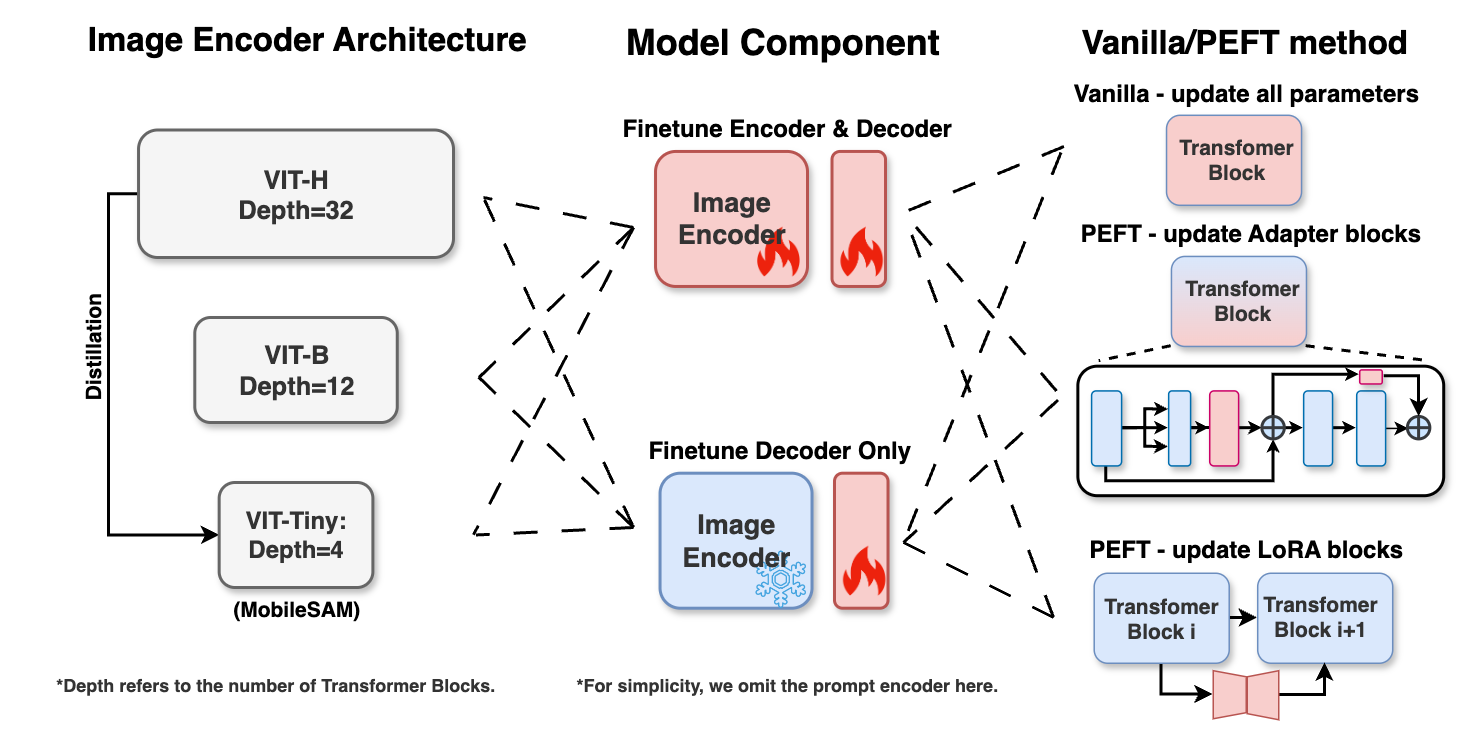 Image Encoder Architecture
Model Component
Vanilla/PEFT method
VIT-H
Depth=32
Distillation
VIT-B
Depth=12
VIT-Tiny:
Depth=4
(MobileSAM)
*Depth refers to the number of Transformer Blocks.
Finetune Encoder & Decoder
Image
Encoder
Finetune Decoder Only
Image
Encoder
*For simplicity, we omit the prompt encoder here.
Vanilla - update all parameters
Transfomer
Block
PEFT - update Adapter blocks
Transfomer
Block
PEFT - update LoRA blocks
Transfomer
Block i
Transfomer
Block i+1